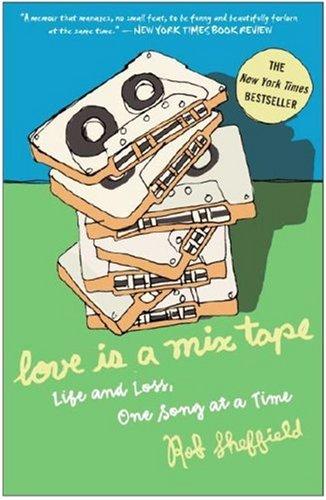 "A memoir that manages, no small feat, to be funny and beautifully forlorn
at the same time." — NEW YORK TIMES BOOK REVIEW
THE
New York Times
BESTSELLER
love is a mix tape
Life and Loss,
One Song at a Time
Rob Sheffield